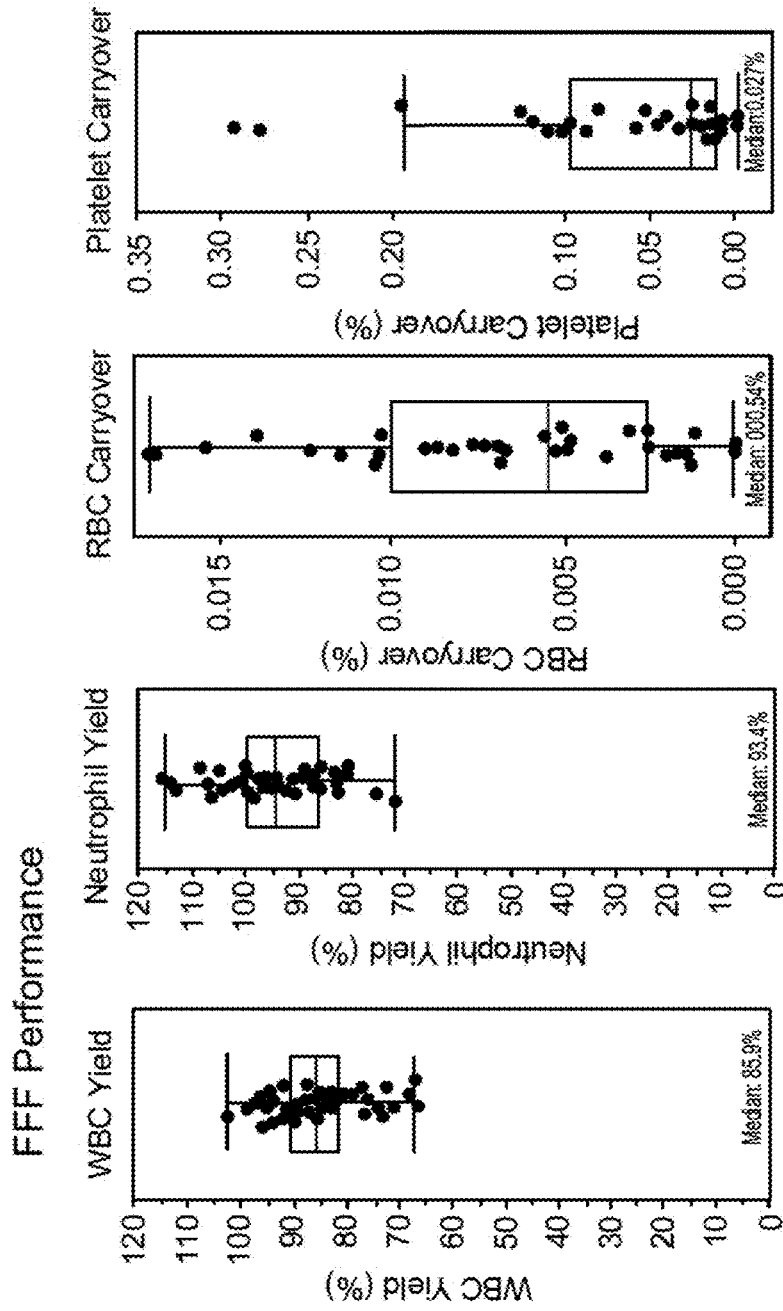 FFF Performance
WBC Yield
WBC Yield (%)
120
110
100
90
80
70
60
50
40
30
20
10
0
Median: 85.9%
Neutrophil Yield
Neutrophil Yield (%)
120
110
100
90
80
70
60
50
40
30
20
10
0
Median: 93.4%
RBC Carryover
RBC Carryover (%)
0.015
0.010
0.005
0.000
Median: 000.54%
Platelet Carryover
Platelet Carryover (%)
0.35
0.30
0.25
0.20
0.10
0.05
0.00
Median:0.027%